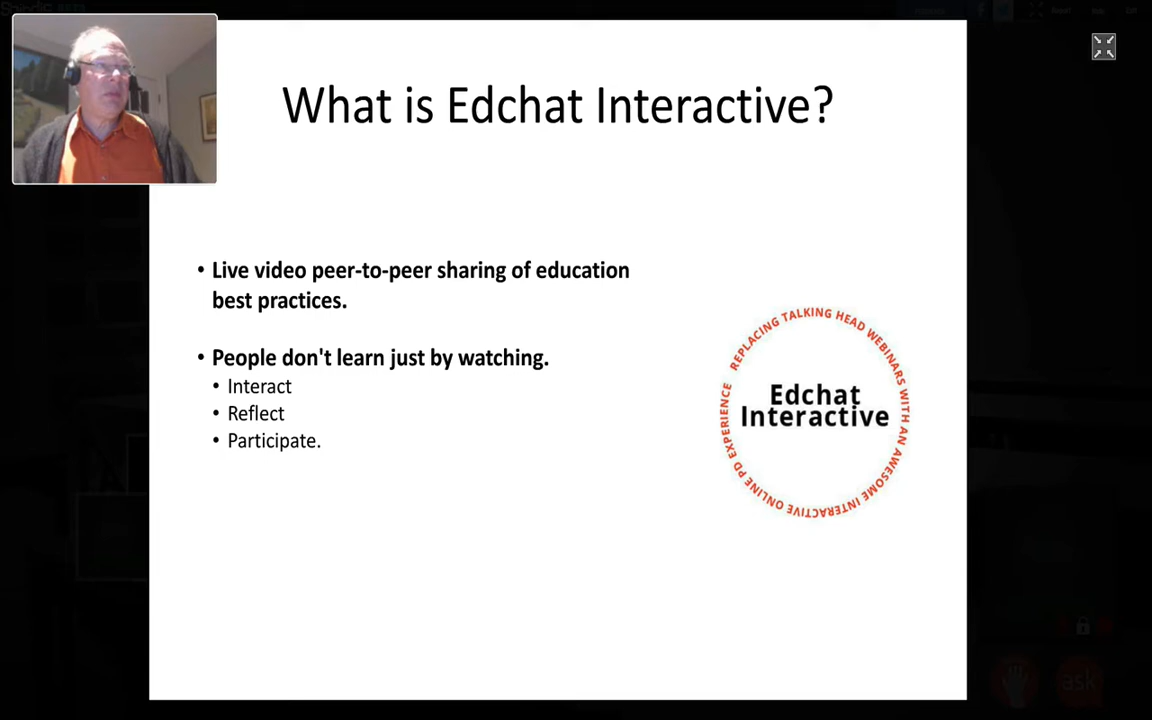 What is Edchat Interactive?
• Live video peer-to-peer sharing of education
best practices.
• People don't learn just by watching.
• Interact
• Reflect
• Participate.
REPLACING TALKING HEAD WEBINARS WITH AN AWESOME INTERACTIVE ONLINE PD EXPERIENCE
Edchat
Interactive
ask